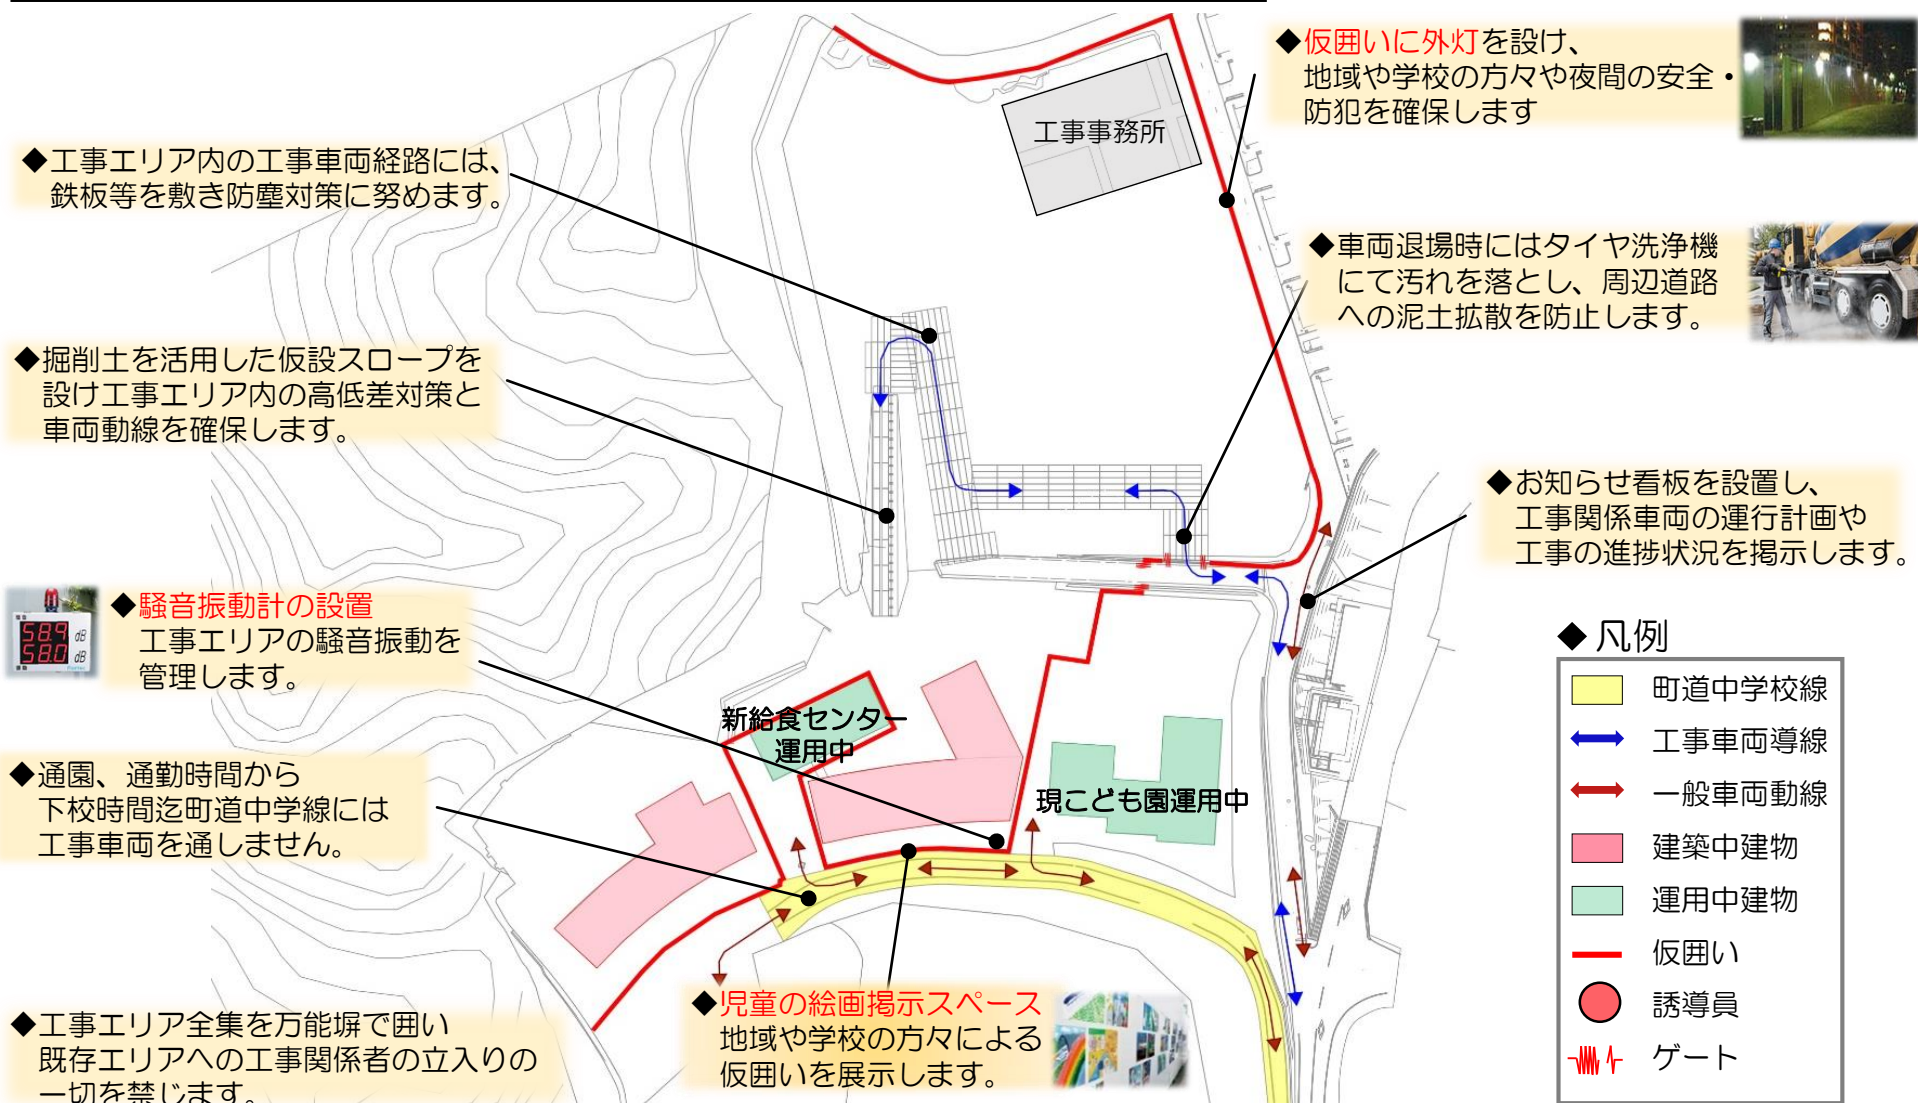 ◆仮囲いに外灯を設け、
地域や学校の方々や夜間の安全・
防犯を確保します
工事事務所
◆工事エリア内の工事車両経路には、
鉄板等を敷き防塵対策に努めます。
◆車両退場時にはタイヤ洗浄機
にて汚れを落とし、周辺道路
への泥土拡散を防止します。
◆掘削土を活用した仮設スロープを
設け工事エリア内の高低差対策と
車両動線を確保します。
◆お知らせ看板を設置し、
工事関係車両の運行計画や
工事の進捗状況を掲示します。
58.9 dB
58.0 dB
◆騒音振動計の設置
工事エリアの騒音振動を
管理します。
新給食センター
運用中
現こども園運用中
◆通園、通勤時間から
下校時間迄町道中学線には
工事車両を通しません。
◆児童の絵画掲示スペース
地域や学校の方々による
仮囲いを展示します。
◆工事エリア全集を万能塀で囲い
既存エリアへの工事関係者の立入りの
一切を禁じます。
◆ 凡例
町道中学校線
工事車両導線
一般車両動線
建築中建物
運用中建物
仮囲い
誘導員
ゲート